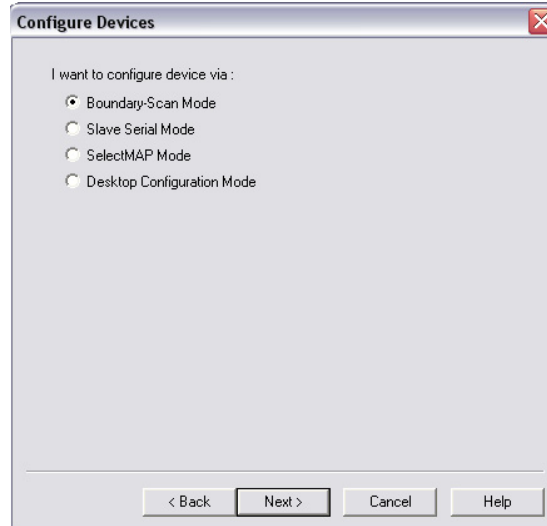 Configure Devices
I want to configure device via :
Boundary-Scan Mode
Slave Serial Mode
SelectMAP Mode
Desktop Configuration Mode
< Back Next > Cancel Help